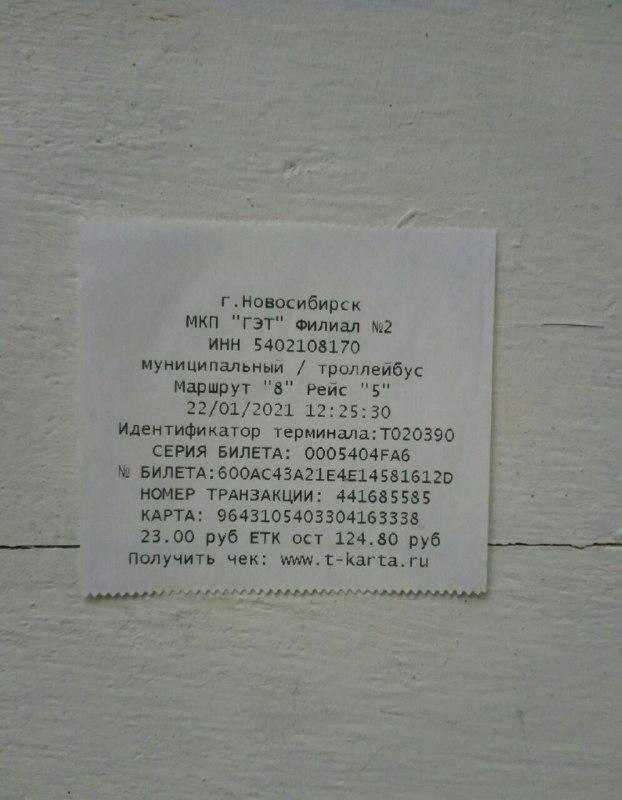 г.Новосибирск
МКП "ГЭТ" Филиал №2
ИНН 5402108170
муниципальный / троллейбус
Маршрут "8" Рейс "5"
22/01/2021 12:25:30
Идентификатор терминала:Т020390
СЕРИЯ БИЛЕТА: 0005404FA6
№ БИЛЕТА:600AC43A21E4E14581612D
НОМЕР ТРАНЗАКЦИИ: 441685585
КАРТА: 9643105403304163338
23.00 руб ЕТК ост 124.80 руб
Получить чек: www.t-karta.ru